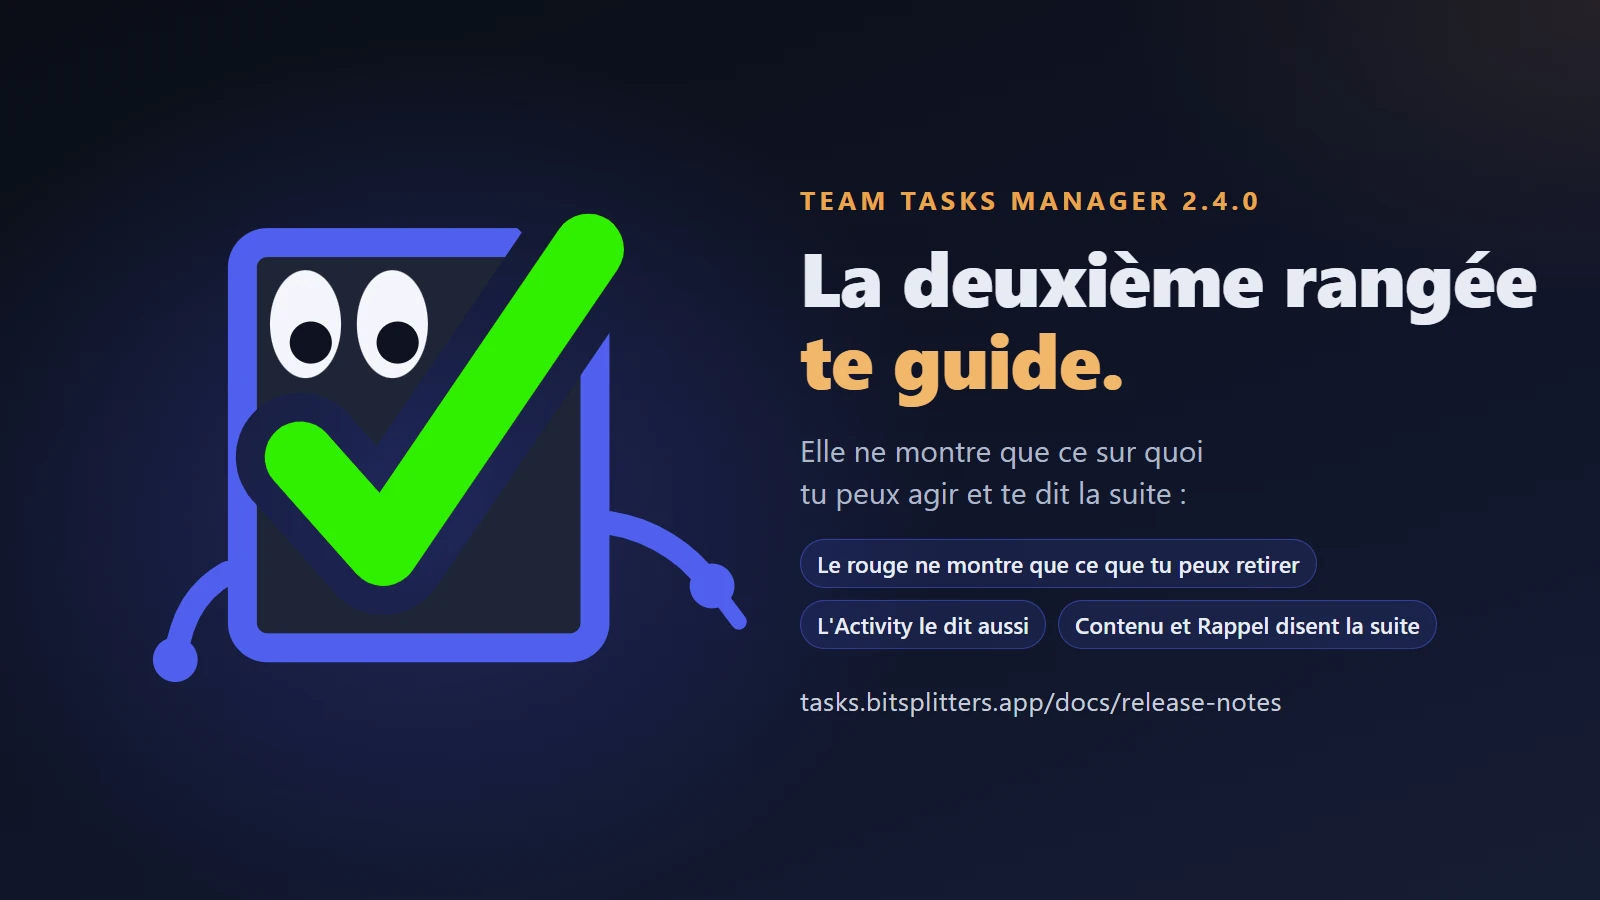 TEAM TASKS MANAGER 2.4.0
La deuxième rangée
te guide.
Elle ne montre que ce sur quoi
tu peux agir et te dit la suite :
Le rouge ne montre que ce que tu peux retirer
L'Activity le dit aussi
Contenu et Rappel disent la suite
tasks.bitsplitters.app/docs/release-notes